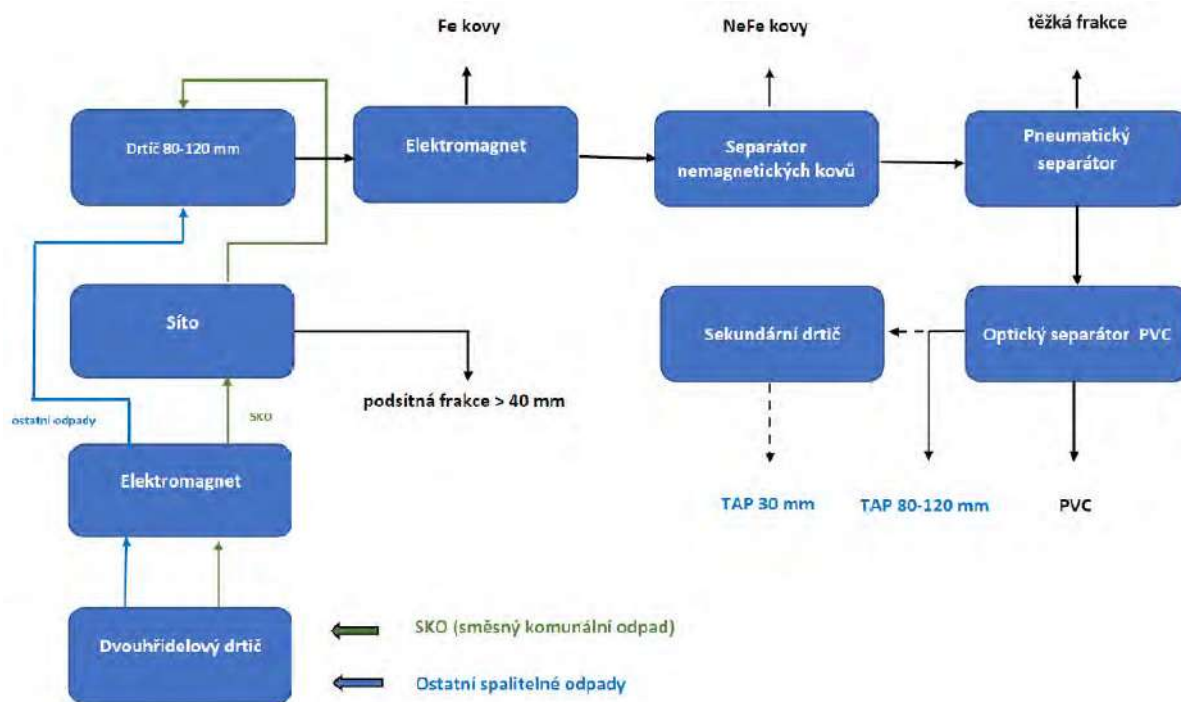 Fe kovy
NeFe kovy
těžká frakce
Drtič 80-120 mm
Elektromagnet
Separátor
nemagnetických kovů
Pneumatický
separátor
Síto
Sekundární drtič
Optický separátor PVC
podsítná frakce > 40 mm
ostatní odpady
SKO
Elektromagnet
TAP 30 mm
TAP 80-120 mm
PVC
Dvouhřídelový drtič
SKO (směsný komunální odpad)
Ostatní spalitelné odpady